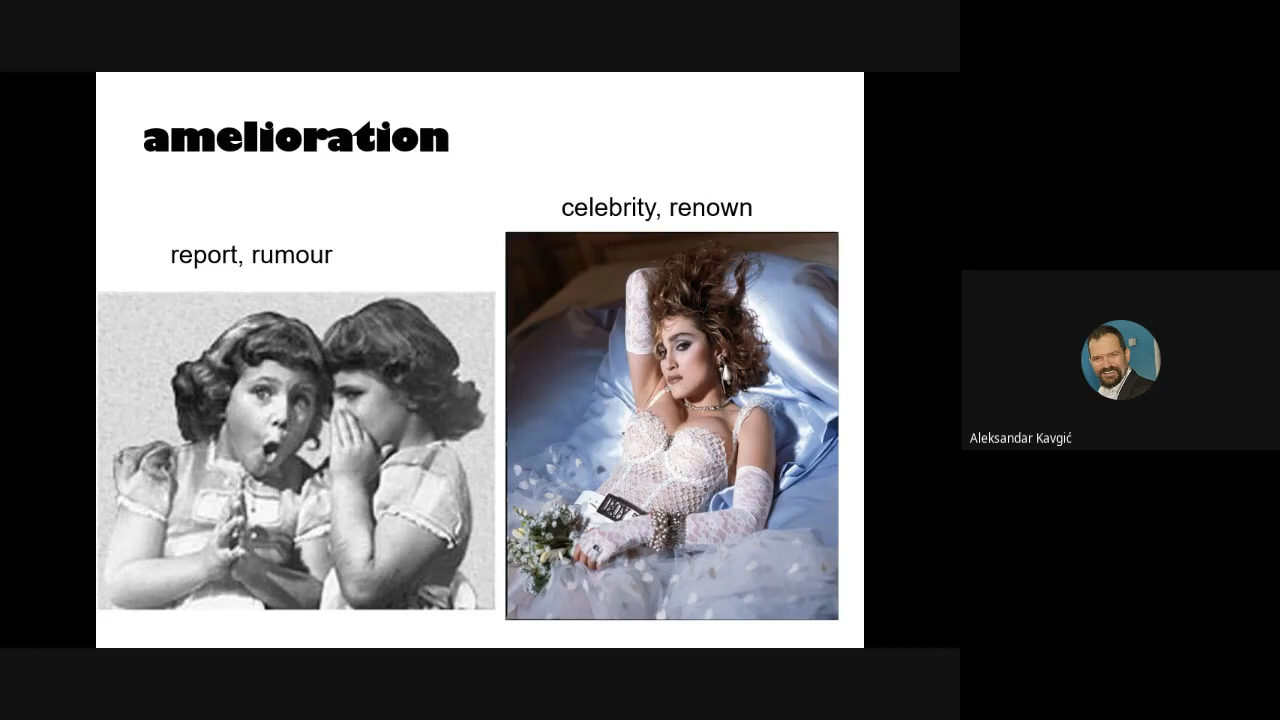 amelioration
celebrity, renown
report, rumour
Aleksandar Kavgić